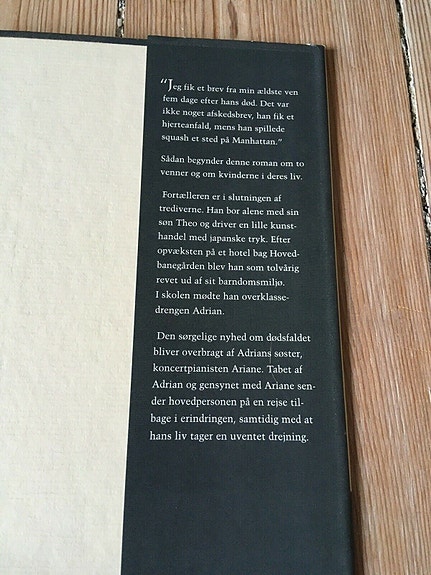 "Jeg fik et brev fra min ældste ven
fem dage efter hans død. Det var
ikke noget afskedsbrev, han fik et
hjerteanfald, mens han spillede
squash et sted på Manhattan."
Sådan begynder denne roman om to
venner og om kvinderne i deres liv.
Fortælleren er i slutningen af
trediverne. Han bor alene med sin
søn Theo og driver en lille kunst-
handel med japanske tryk. Efter
opvæksten på et hotel bag Hoved-
banegården blev han som tolvårig
revet ud af sit barndomsmiljø.
I skolen mødte han overklasse-
drengen Adrian.
Den sørgelige nyhed om dødsfaldet
bliver overbragt af Adrians søster,
koncertpianisten Ariane. Tabet af
Adrian og gensynet med Ariane sen-
der hovedpersonen på en rejse til-
bage i erindringen, samtidig med at
hans liv tager en uventet drejning.